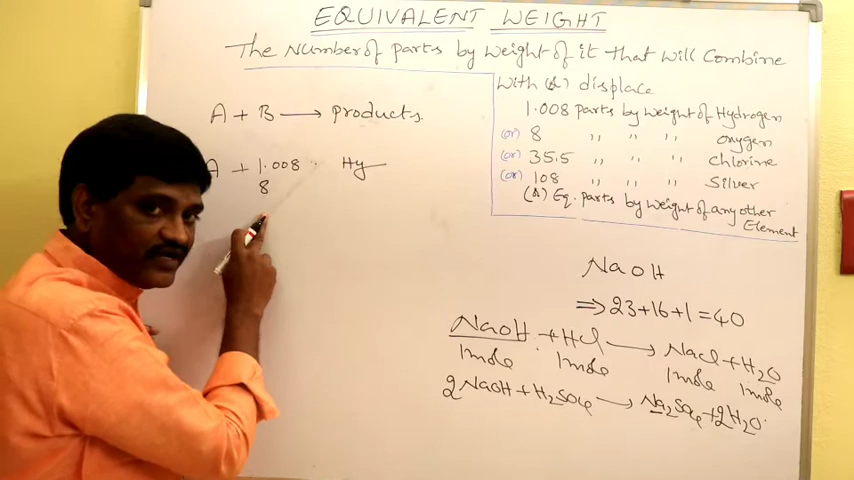 EQUIVALENT WEIGHT
The Number of parts by weight of it that will Combine
with (or) displace
1.008 parts by weight of Hydrogen
(or) 8 ,, ,, ,, oxygen
(or) 35.5 ,, ,, ,, chlorine
(or) 108 ,, ,, ,, Silver
(or) Eq. parts by weight of any other
Element
A + B ⟶ products.
A + 1.008 .. Hy
8
NaOH
⇒ 23+16+1 = 40
NaOH + HCl ⟶ NaCl + H2O
1mole 1mole 1mole 1mole
2NaOH + H2SO4 ⟶ Na2SO4 + 2H2O